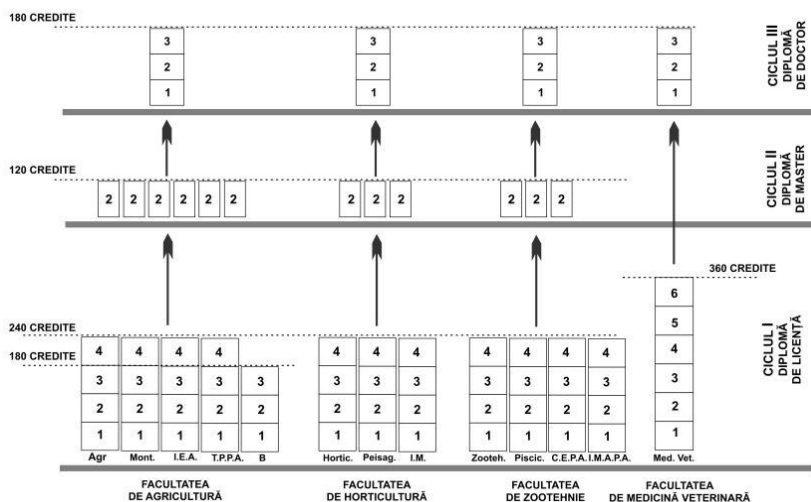 180 CREDITE
3 3 3 3
2 2 2 2
1 1 1 1
CICLUL III
DIPLOMĂ
DE DOCTOR
120 CREDITE
2 2 2 2 2 2 2 2 2 2 2 2
CICLUL II
DIPLOMĂ
DE MASTER
360 CREDITE
6
5
240 CREDITE
4 4 4 4 4 4 4 4 4 4 4 4
180 CREDITE
3 3 3 3 3 3 3 3 3 3 3 3 3
2 2 2 2 2 2 2 2 2 2 2 2 2
1 1 1 1 1 1 1 1 1 1 1 1 1
CICLUL I
DIPLOMĂ
DE LICENŢĂ
Agr Mont. I.E.A. T.P.P.A. B Hortic. Peisag. I.M. Zooteh. Piscic. C.E.P.A. I.M.A.P.A. Med. Vet.
FACULTATEA
DE AGRICULTURĂ
FACULTATEA
DE HORTICULTURĂ
FACULTATEA
DE ZOOTEHNIE
FACULTATEA
DE MEDICINĂ VETERINARĂ